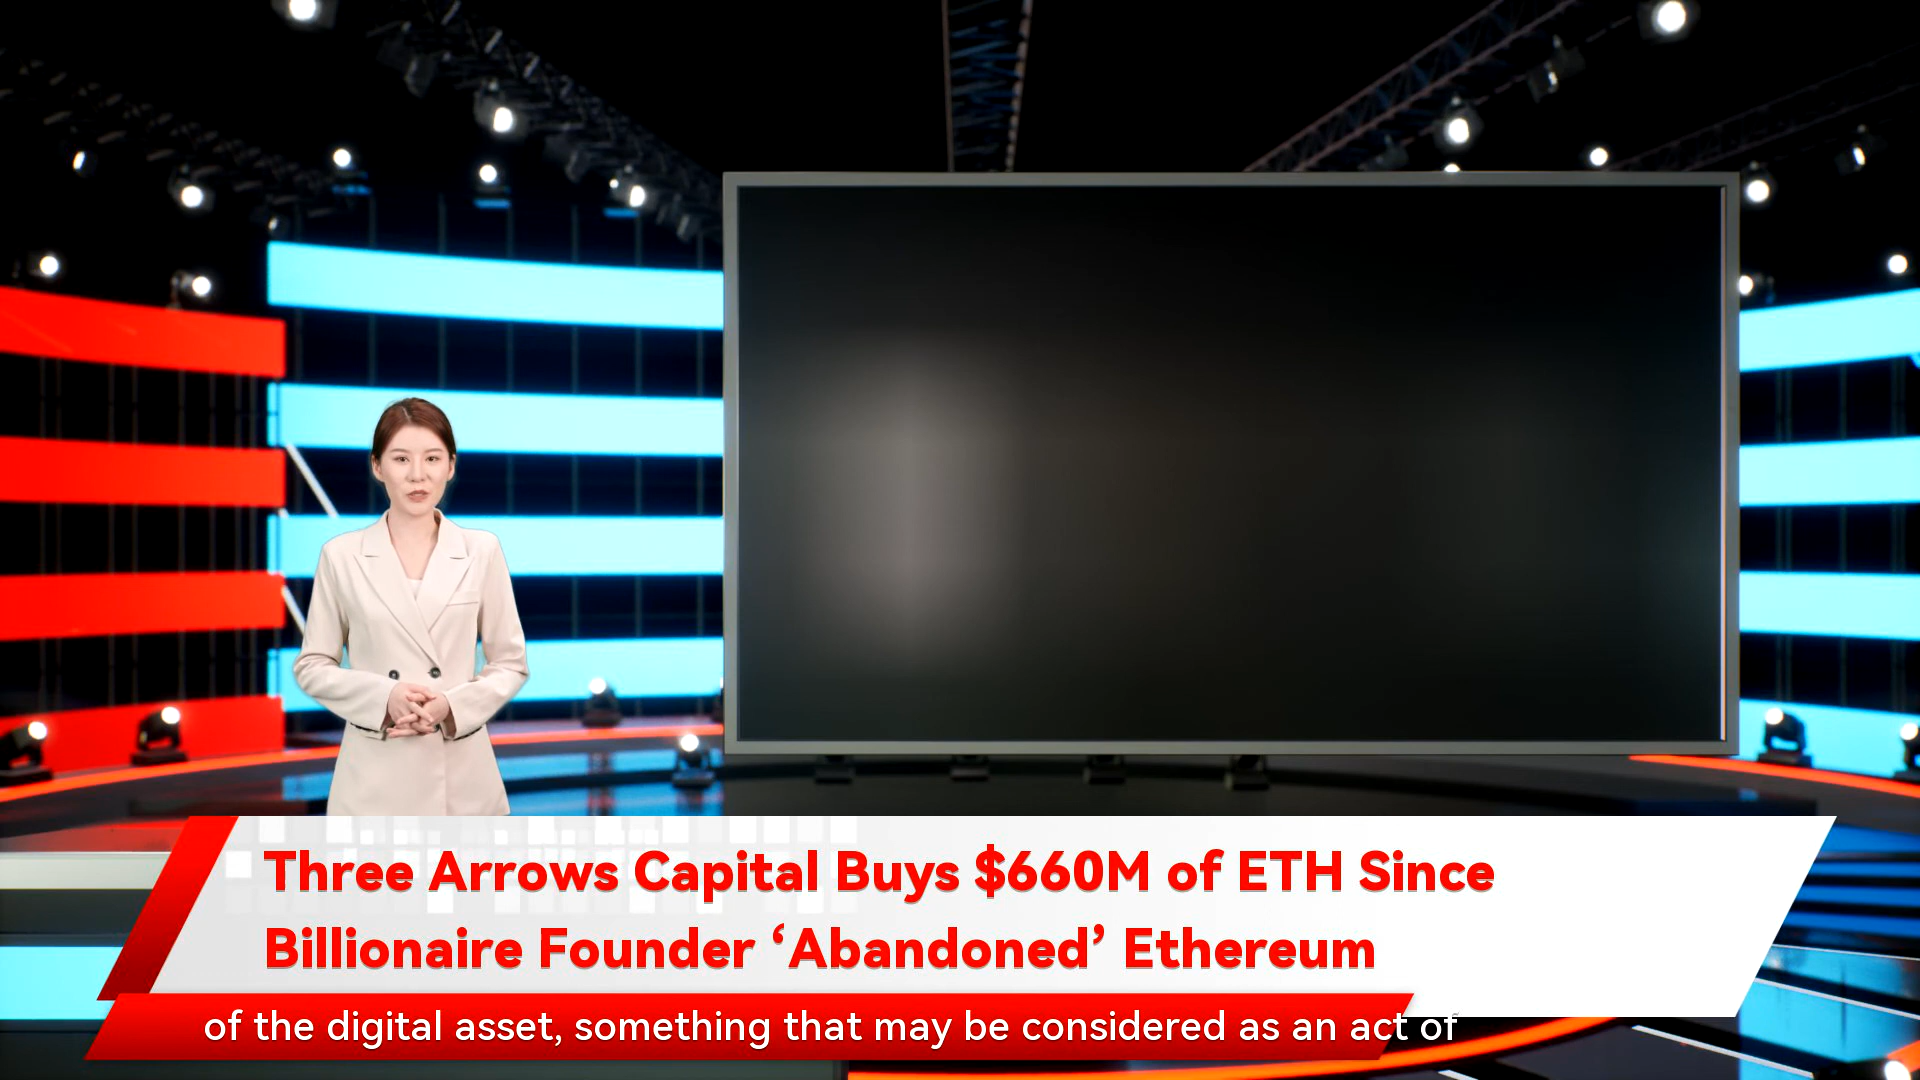 Three Arrows Capital Buys $660M of ETH Since
Billionaire Founder ‘Abandoned’ Ethereum
of the digital asset, something that may be considered as an act of